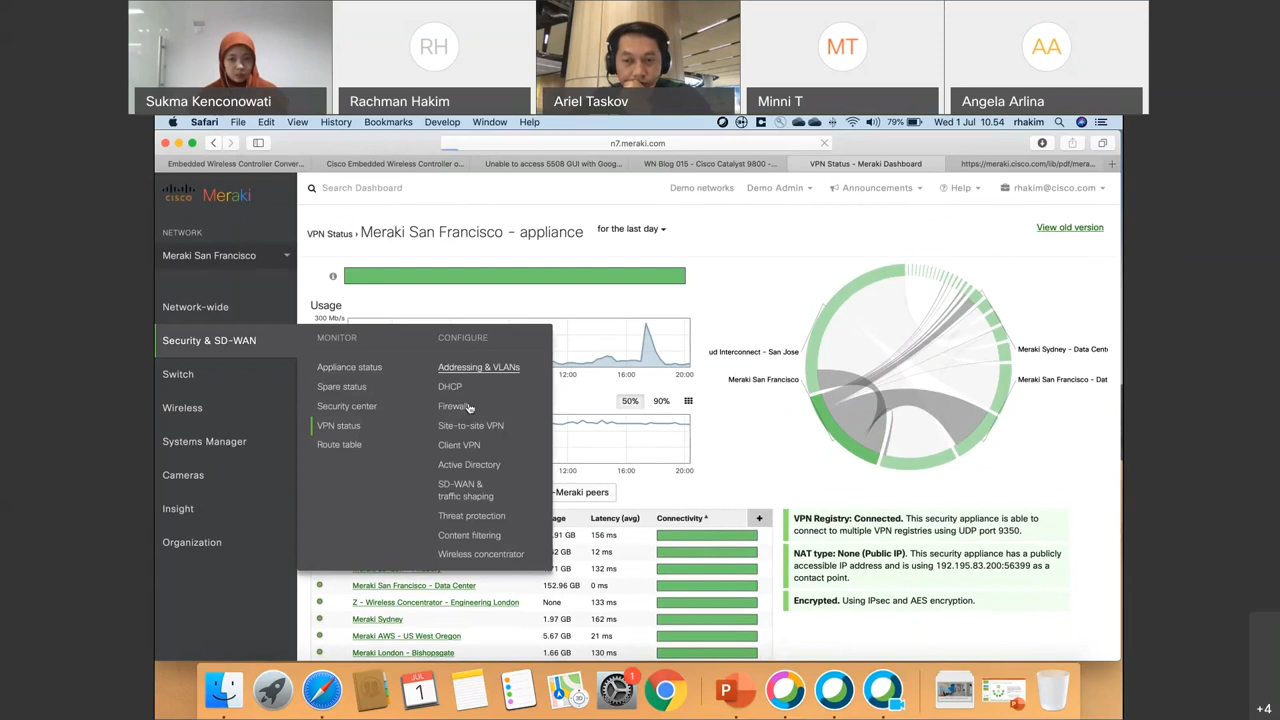 RH
MT
AA
Sukma Kenconowati
Rachman Hakim
Ariel Taskov
Minni T
Angela Arlina
Safari File Edit View History Bookmarks Develop Window Help
79% Wed 1 Jul 10.54 rhakim
n7.meraki.com
Embedded Wireless Controller Conver...
Cisco Embedded Wireless Controller o...
Unable to access 5508 GUI with Goog...
WN Blog 015 - Cisco Catalyst 9800 -...
VPN Status - Meraki Dashboard
https://meraki.cisco.com/lib/pdf/mera...
CISCO Meraki
Search Dashboard
Demo networks
Demo Admin
Announcements
Help
rhakim@cisco.com
NETWORK
Meraki San Francisco
VPN Status › Meraki San Francisco - appliance
for the last day
View old version
Network-wide
Security & SD-WAN
Switch
Wireless
Systems Manager
Cameras
Insight
Organization
Usage
300 Mb/s
MONITOR
Appliance status
Spare status
Security center
VPN status
Route table
CONFIGURE
Addressing & VLANs
DHCP
Firewall
Site-to-site VPN
Client VPN
Active Directory
SD-WAN &
traffic shaping
Threat protection
Content filtering
Wireless concentrator
12:00 16:00 20:00
50% 90%
12:00 16:00 20:00
-Meraki peers
age Latency (avg) Connectivity
.91 GB 156 ms
52 GB 12 ms
GB 132 ms
Meraki San Francisco - Data Center 152.96 GB 0 ms
Z - Wireless Concentrator - Engineering London None 133 ms
Meraki Sydney 1.97 GB 162 ms
Meraki AWS - US West Oregon 5.67 GB 21 ms
Meraki London - Bishopsgate 1.66 GB 130 ms
ud Interconnect - San Jose
Meraki San Francisco
Meraki Sydney - Data Cent
Meraki San Francisco - Dat
VPN Registry: Connected. This security appliance is able to
connect to multiple VPN registries using UDP port 9350.
NAT type: None (Public IP). This security appliance has a publicly
accessible IP address and is using 192.195.83.200:56399 as a
contact point.
Encrypted. Using IPsec and AES encryption.
JUL
1
1
+4